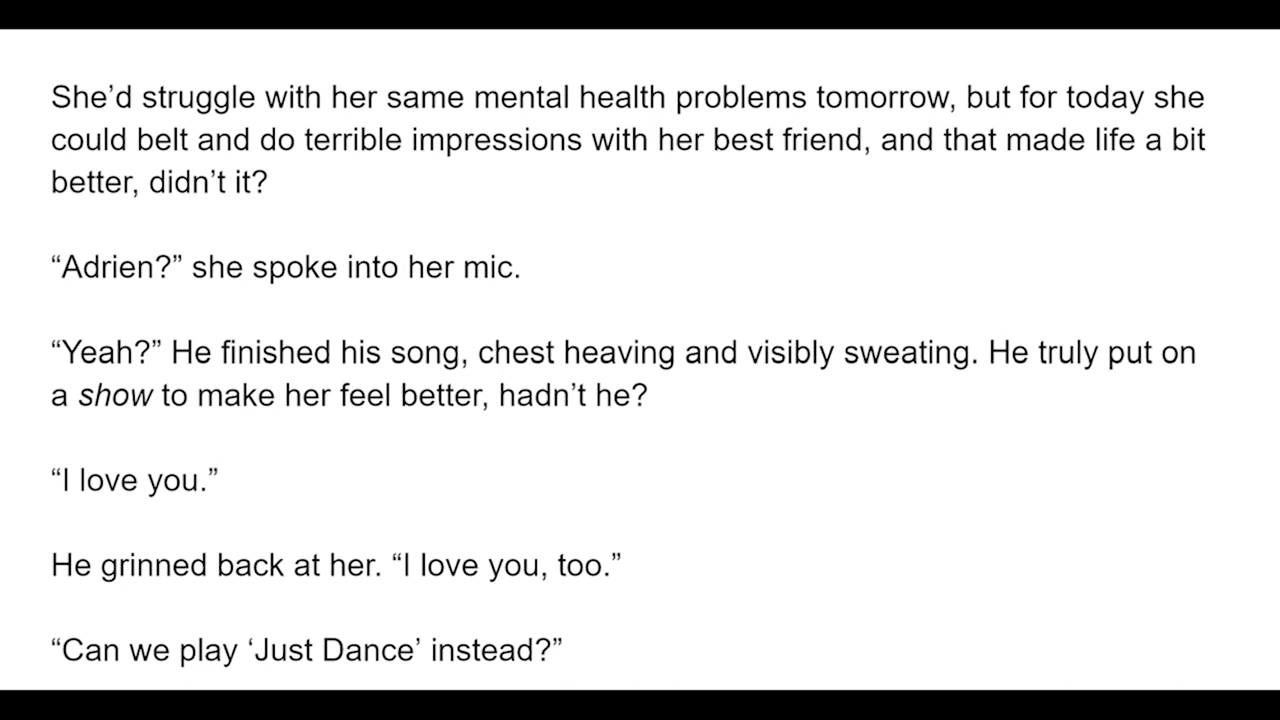 She’d struggle with her same mental health problems tomorrow, but for today she
could belt and do terrible impressions with her best friend, and that made life a bit
better, didn’t it?
“Adrien?” she spoke into her mic.
“Yeah?” He finished his song, chest heaving and visibly sweating. He truly put on
a show to make her feel better, hadn’t he?
“I love you.”
He grinned back at her. “I love you, too.”
“Can we play ‘Just Dance’ instead?”